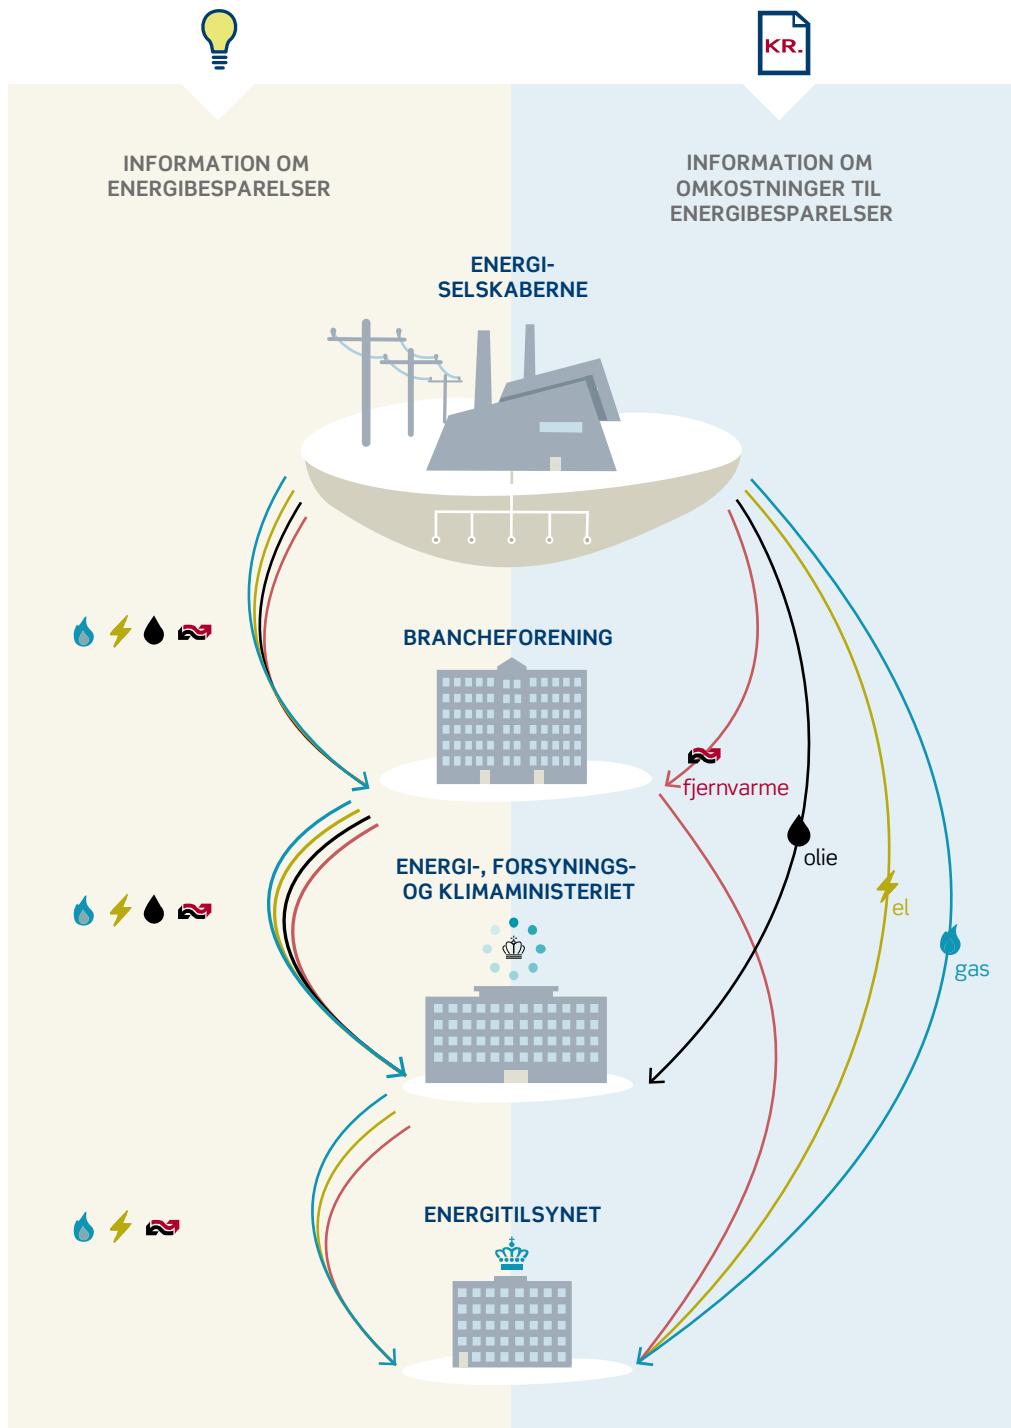 KR.
INFORMATION OM
ENERGIBESPARELSER
INFORMATION OM
OMKOSTNINGER TIL
ENERGIBESPARELSER
ENERGI-
SELSKABERNE
BRANCHEFORENING
fjernvarme
ENERGI-, FORSYNINGS-
OG KLIMAMINISTERIET
olie
el
gas
ENERGITILSYNET